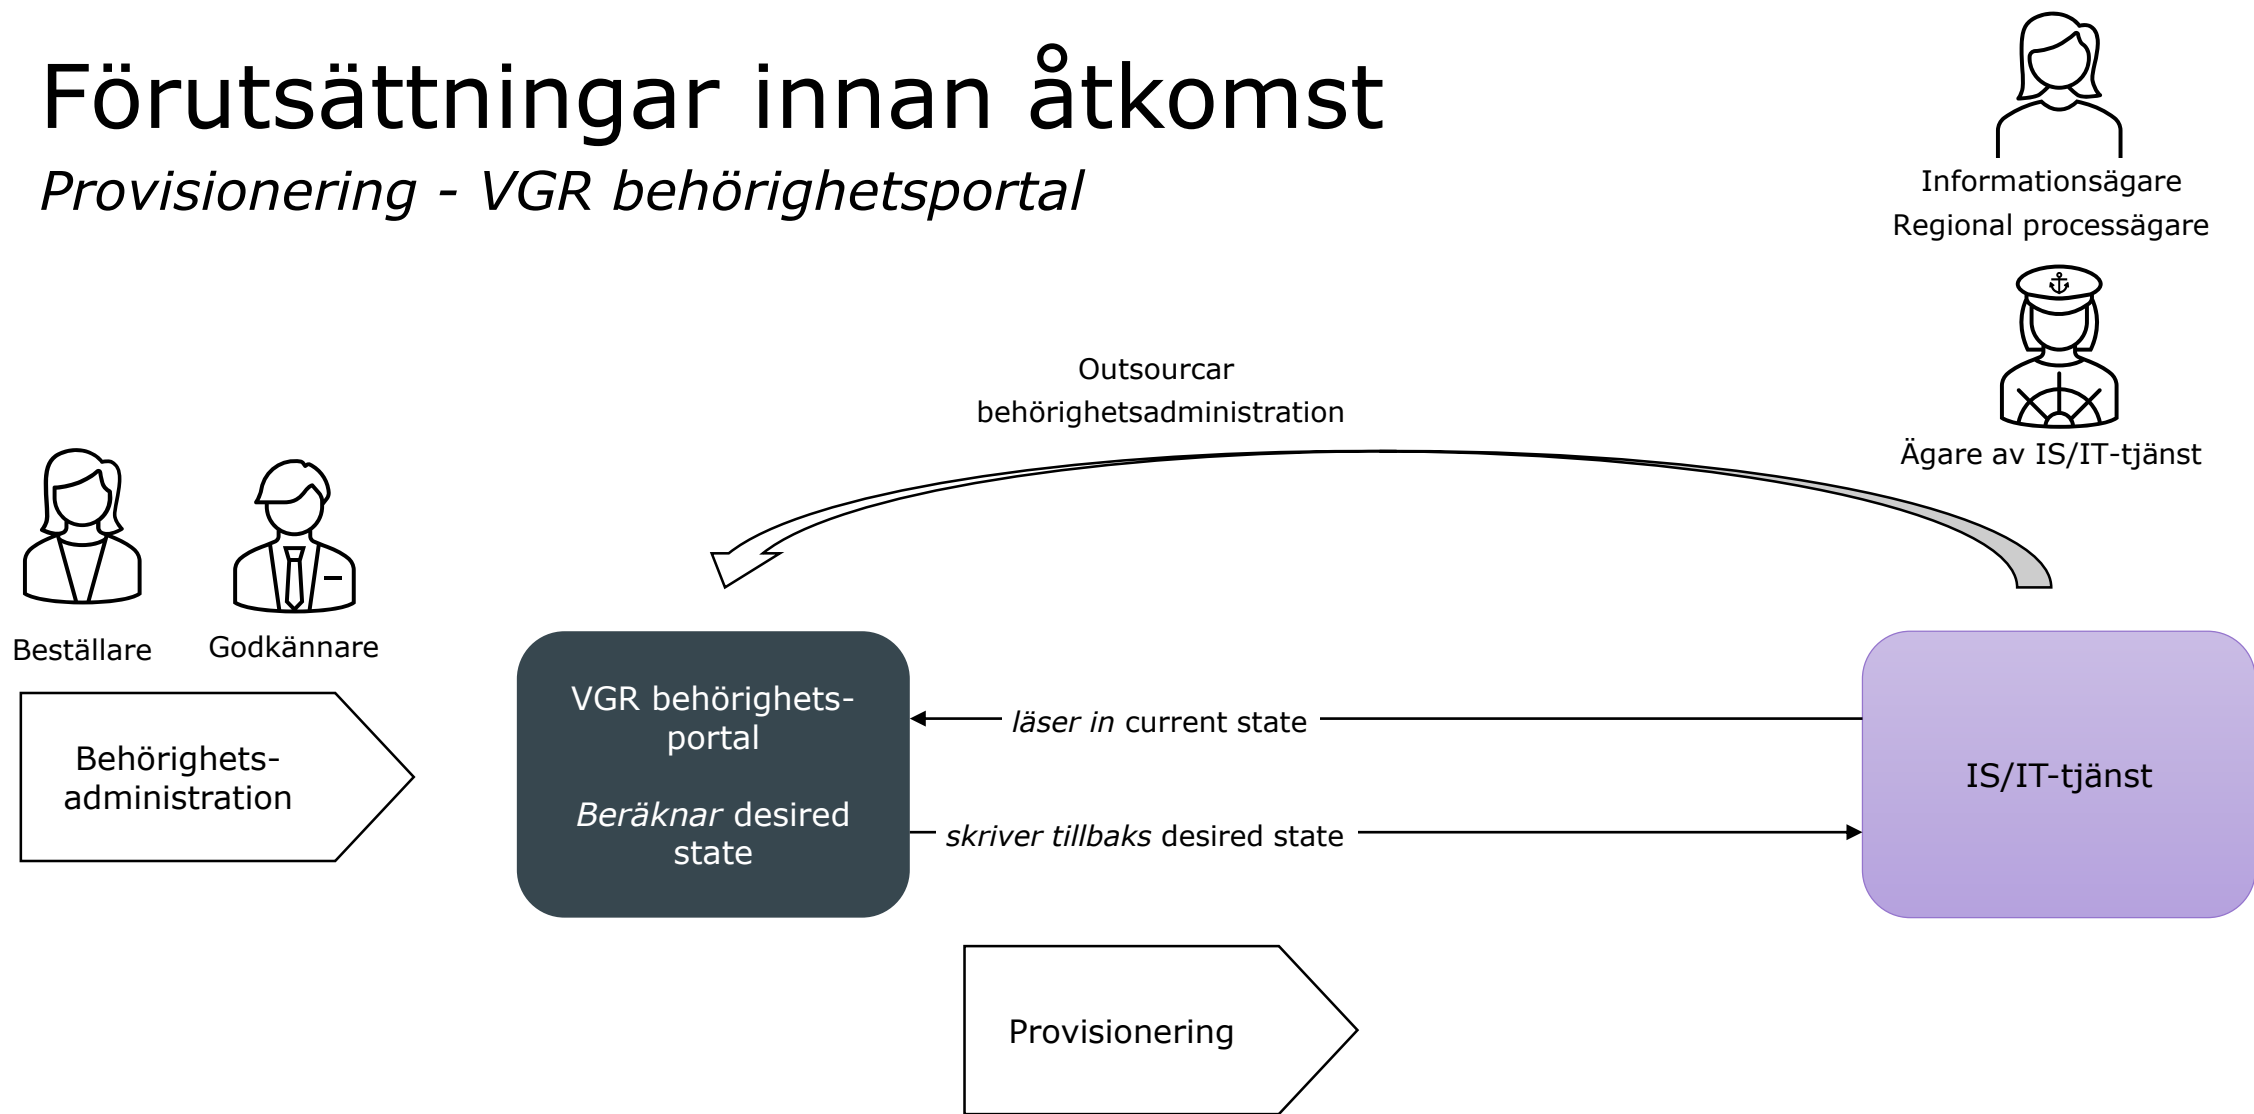 Förutsättningar innan åtkomst
Provisionering - VGR behörighetsportal
Informationsägare
Regional processägare
Ägare av IS/IT-tjänst
Outsourcar
behörighetsadministration
Beställare
Godkännare
Behörighets-
administration
VGR behörighets-
portal
Beräknar desired
state
läser in current state
skriver tillbaks desired state
IS/IT-tjänst
Provisionering